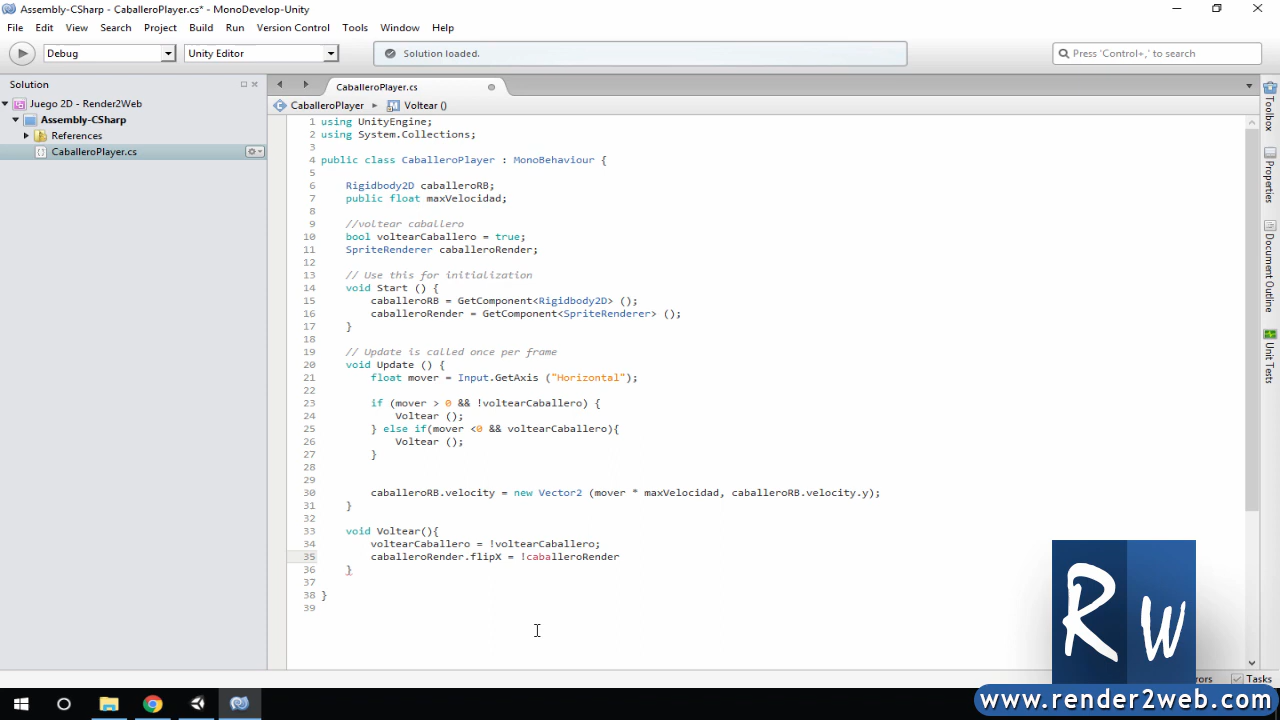 Assembly-CSharp - CaballeroPlayer.cs* - MonoDevelop-Unity
File Edit View Search Project Build Run Version Control Tools Window Help
Debug Unity Editor Solution loaded. Press 'Control+,' to search
Solution
CaballeroPlayer.cs
CaballeroPlayer Voltear ()
Juego 2D - Render2Web
Assembly-CSharp
References
CaballeroPlayer.cs
1 using UnityEngine;
2 using System.Collections;
3
4 public class CaballeroPlayer : MonoBehaviour {
5
6 Rigidbody2D caballeroRB;
7 public float maxVelocidad;
8
9 //voltear caballero
10 bool voltearCaballero = true;
11 SpriteRenderer caballeroRender;
12
13 // Use this for initialization
14 void Start () {
15 caballeroRB = GetComponent<Rigidbody2D> ();
16 caballeroRender = GetComponent<SpriteRenderer> ();
17 }
18
19 // Update is called once per frame
20 void Update () {
21 float mover = Input.GetAxis ("Horizontal");
22
23 if (mover > 0 && !voltearCaballero) {
24 Voltear ();
25 } else if(mover <0 && voltearCaballero){
26 Voltear ();
27 }
28
29
30 caballeroRB.velocity = new Vector2 (mover * maxVelocidad, caballeroRB.velocity.y);
31 }
32
33 void Voltear(){
34 voltearCaballero = !voltearCaballero;
35 caballeroRender.flipX = !caballeroRender
36 }
37
38 }
39
Toolbox
Properties
Document Outline
Unit Tests
Tasks
RW
www.render2web.com